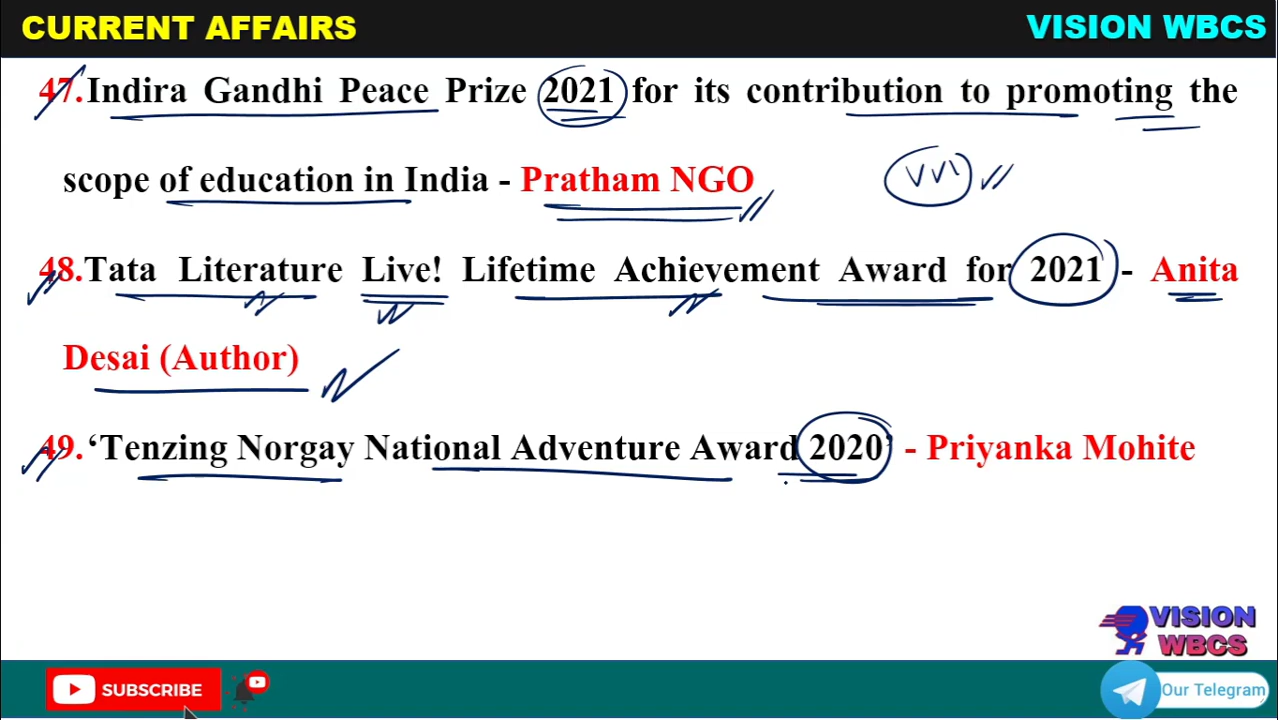 CURRENT AFFAIRS
VISION WBCS
47.Indira Gandhi Peace Prize 2021 for its contribution to promoting the
scope of education in India - Pratham NGO
VVI
48.Tata Literature Live! Lifetime Achievement Award for 2021 - Anita
Desai (Author)
49.‘Tenzing Norgay National Adventure Award 2020’ - Priyanka Mohite
VISION
WBCS
SUBSCRIBE
Our Telegram